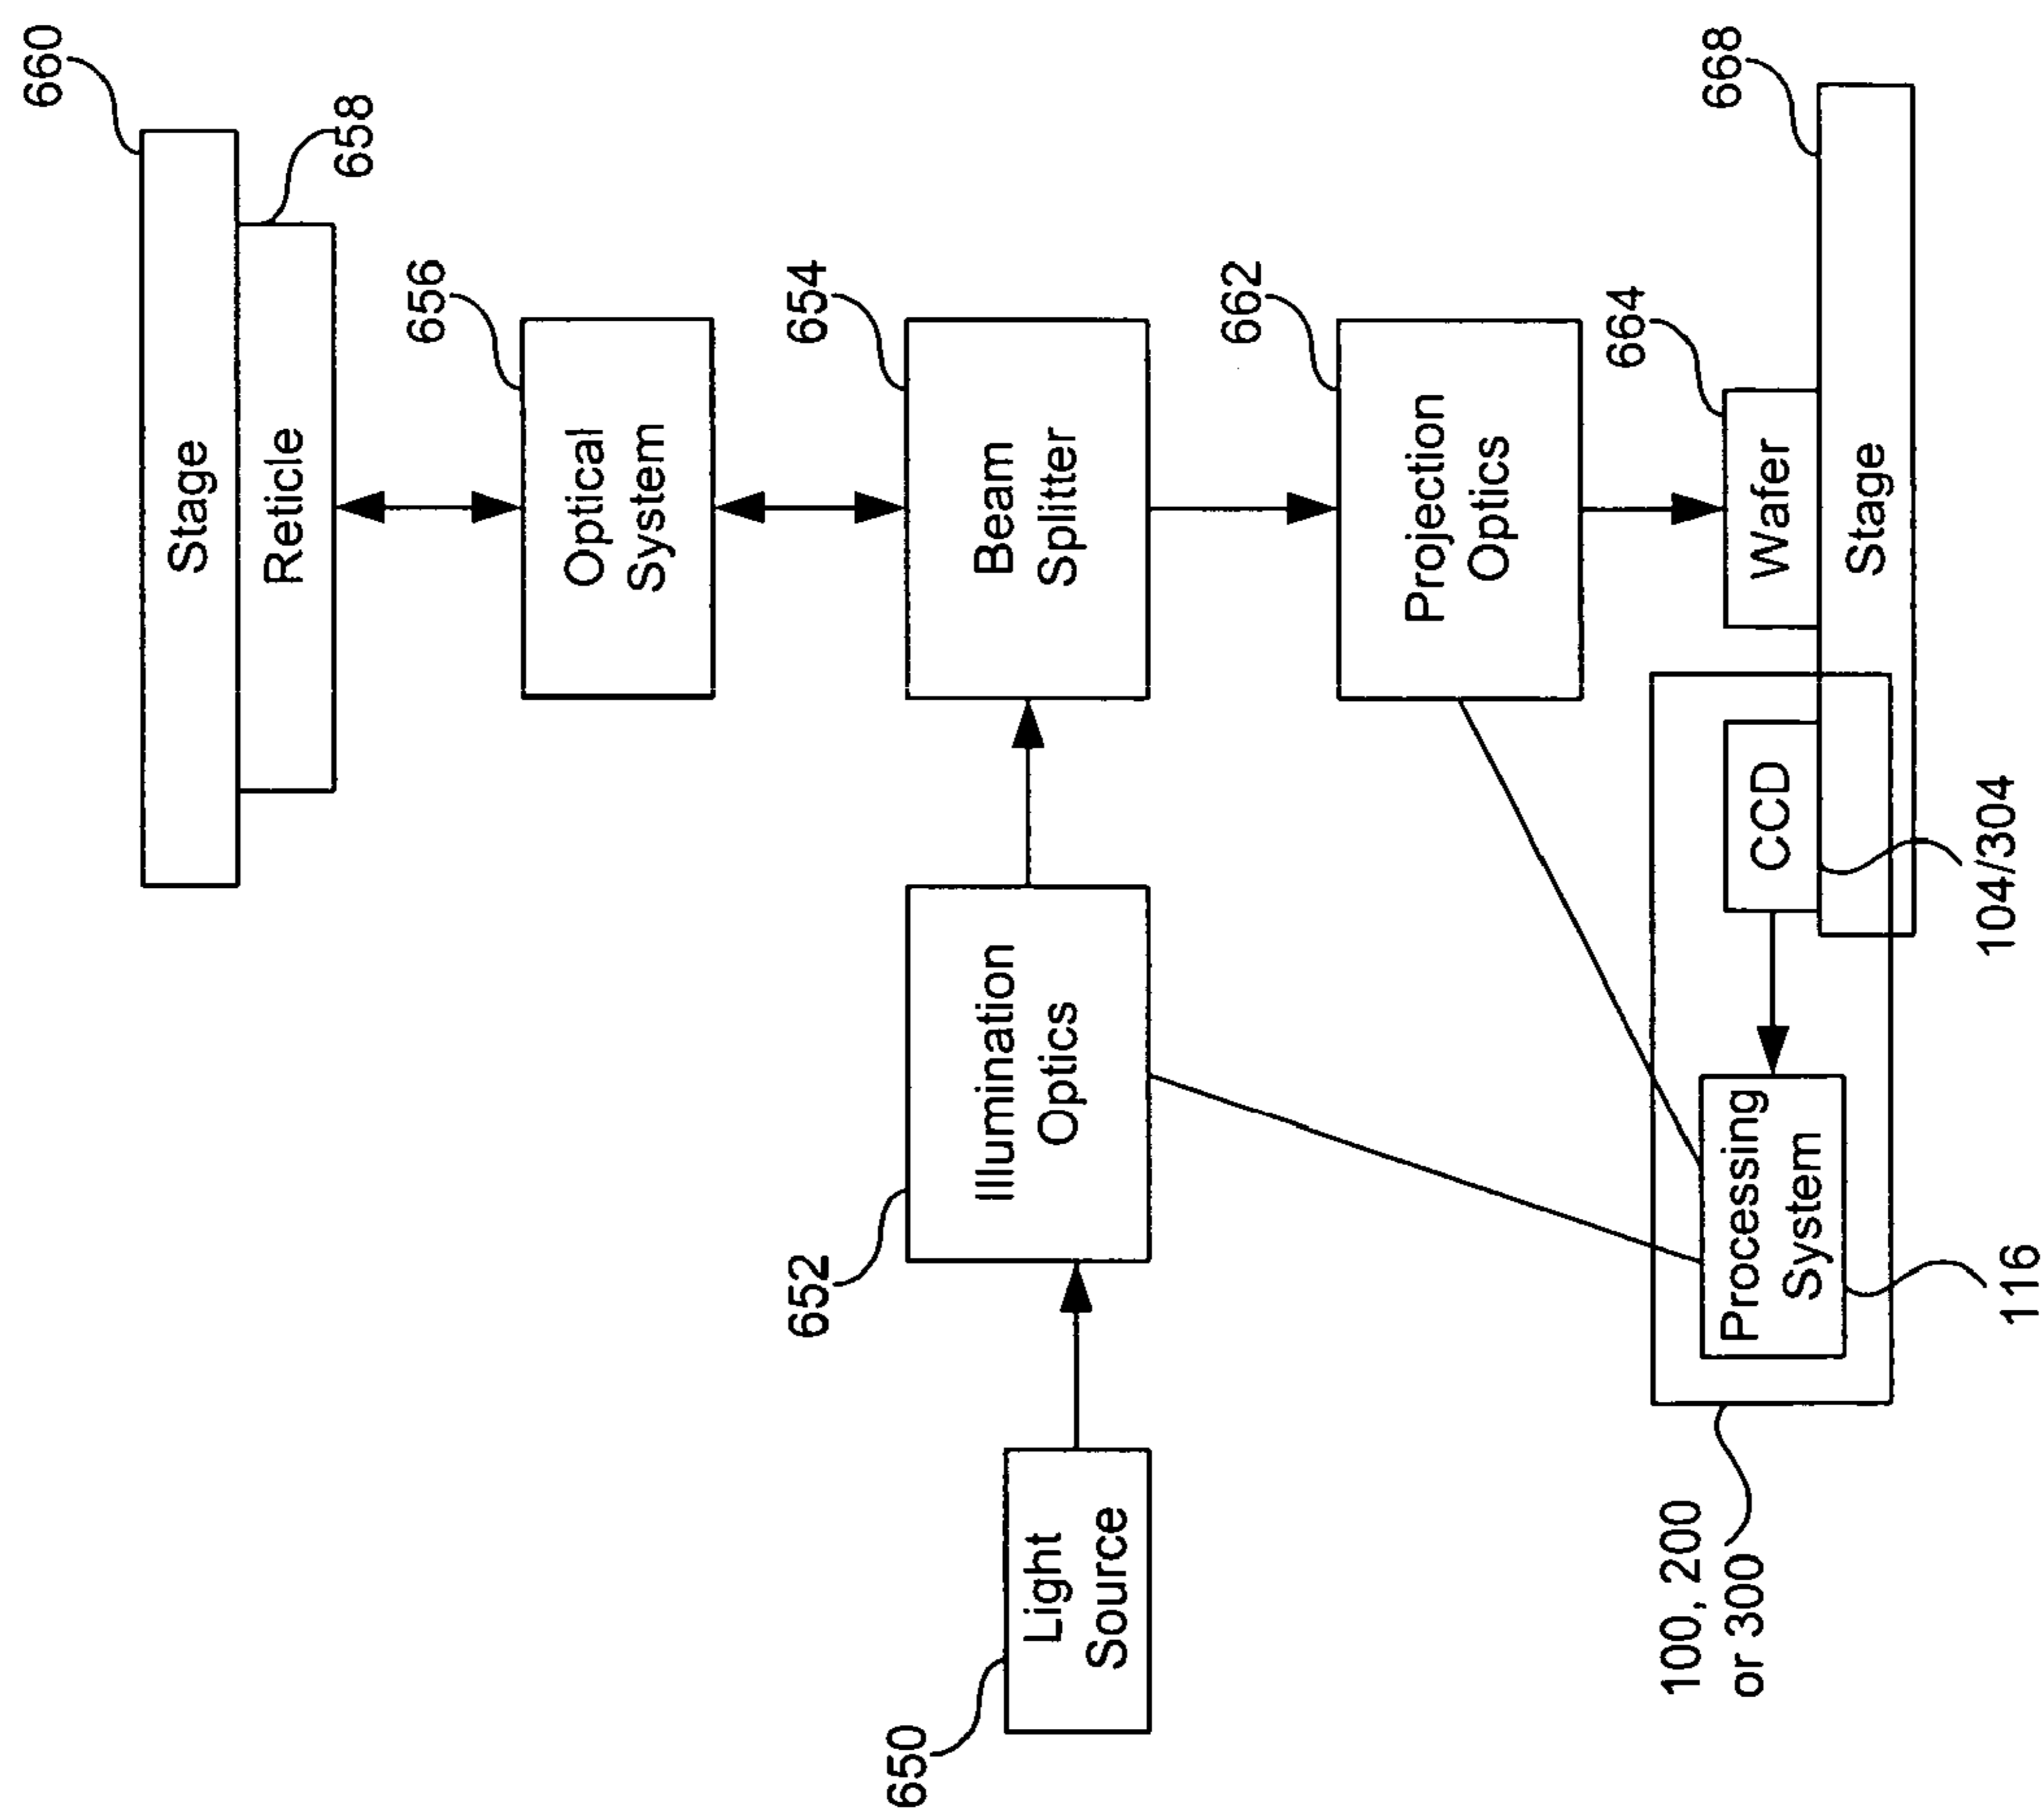 660
Stage
Reticle
658
656
Optical
System
654
Beam
Splitter
652
Illumination
Optics
650
Light
Source
662
Projection
Optics
664
Wafer
668
Stage
CCD
104/304
Processing
System
116
100, 200
or 300